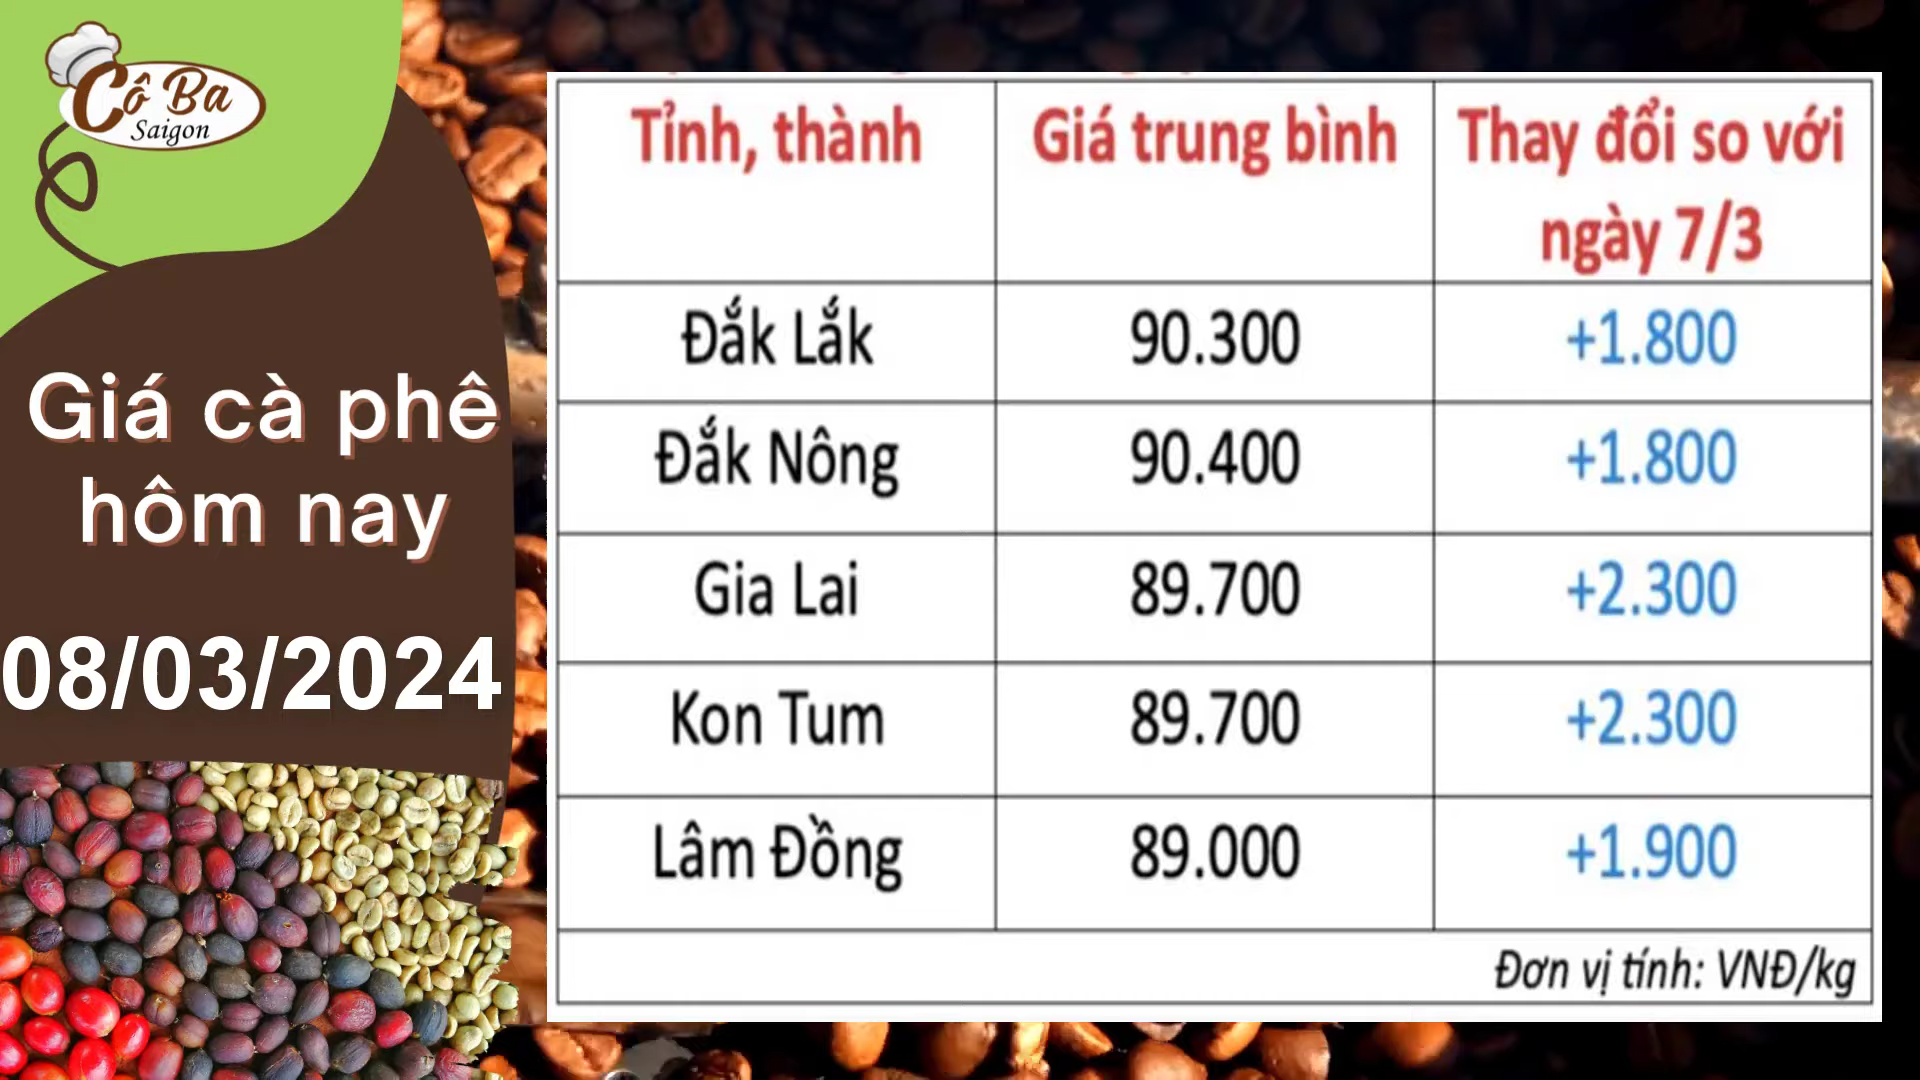 Cô Ba
Saigon
Giá cà phê
hôm nay
08/03/2024
Tỉnh, thành
Giá trung bình
Thay đổi so với
ngày 7/3
Đắk Lắk
90.300
+1.800
Đắk Nông
90.400
+1.800
Gia Lai
89.700
+2.300
Kon Tum
89.700
+2.300
Lâm Đồng
89.000
+1.900
Đơn vị tính: VNĐ/kg